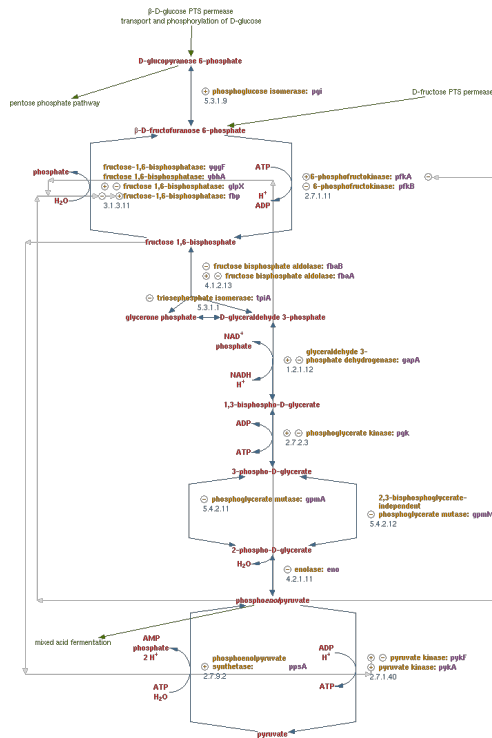 β-D-glucose PTS permease
transport and phosphorylation of D-glucose
D-glucopyranose 6-phosphate
pentose phosphate pathway
+ phosphoglucose isomerase: pgi
5.3.1.9
D-fructose PTS permease
β-D-fructofuranose 6-phosphate
phosphate
H2O
fructose-1,6-bisphosphatase: yggF
fructose 1,6-bisphosphatase: ybhA
+ - fructose 1,6-bisphosphatase: glpX
- + fructose-1,6-bisphosphatase: fbp
3.1.3.11
ATP
H+
ADP
+ 6-phosphofructokinase: pfkA -
- 6-phosphofructokinase: pfkB
2.7.1.11
fructose 1,6-bisphosphate
- fructose bisphosphate aldolase: fbaB
+ - fructose bisphosphate aldolase: fbaA
4.1.2.13
- triosephosphate isomerase: tpiA
5.3.1.1
glycerone phosphate
D-glyceraldehyde 3-phosphate
NAD+
phosphate
NADH
H+
glyceraldehyde 3-
+ - phosphate dehydrogenase: gapA
1.2.1.12
1,3-bisphospho-D-glycerate
ADP
ATP
+ - phosphoglycerate kinase: pgk
2.7.2.3
3-phospho-D-glycerate
- phosphoglycerate mutase: gpmA
5.4.2.11
2,3-bisphosphoglycerate-
independent
- phosphoglycerate mutase: gpmM
5.4.2.12
2-phospho-D-glycerate
H2O
- enolase: eno
4.2.1.11
phosphoenolpyruvate
mixed acid fermentation
AMP
phosphate
2 H+
ATP
H2O
phosphoenolpyruvate
+ synthetase: ppsA
2.7.9.2
ADP
H+
ATP
+ - pyruvate kinase: pykF
+ pyruvate kinase: pykA
2.7.1.40
pyruvate